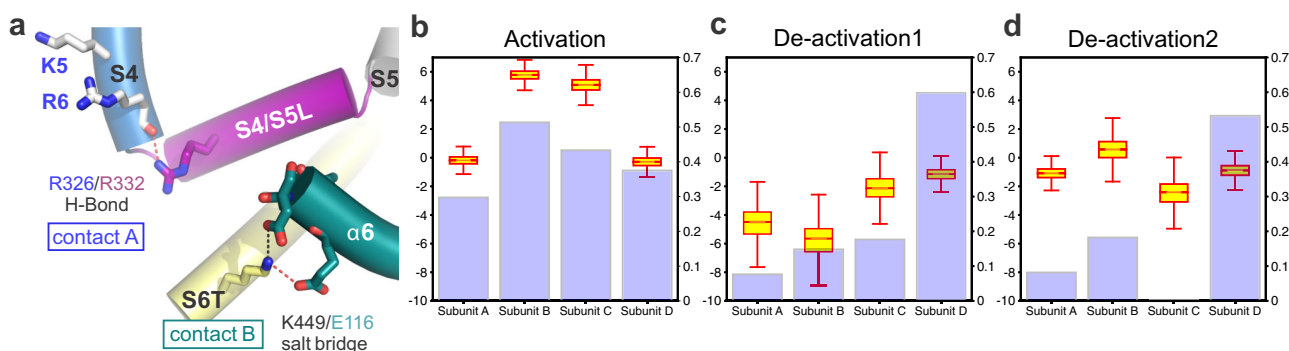 a
K5
S4
R6
S5
S4/S5L
R326/R332
H-Bond
contact A
α6
S6T
contact B
K449/E116
salt bridge
b
Activation
6
4
2
0
-2
-4
-6
-8
-10
0.7
0.6
0.5
0.4
0.3
0.2
0.1
0
Subunit A Subunit B Subunit C Subunit D
c
De-activation1
6
4
2
0
-2
-4
-6
-8
-10
0.7
0.6
0.5
0.4
0.3
0.2
0.1
0
Subunit A Subunit B Subunit C Subunit D
d
De-activation2
6
4
2
0
-2
-4
-6
-8
-10
0.7
0.6
0.5
0.4
0.3
0.2
0.1
0
Subunit A Subunit B Subunit C Subunit D